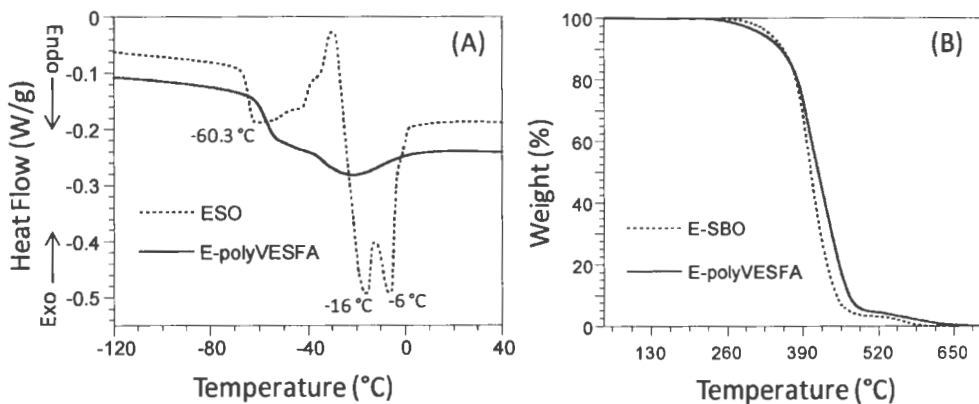 (A)
0
-0.1
-0.2
-0.3
-0.4
-0.5
Heat Flow (W/g)
Exo
Endo
-60.3 °C
ESO
E-polyVESFA
-16 °C
-6 °C
-120
-80
-40
0
40
Temperature (°C)
(B)
100
80
60
40
20
0
Weight (%)
E-SBO
E-polyVESFA
130
260
390
520
650
Temperature (°C)